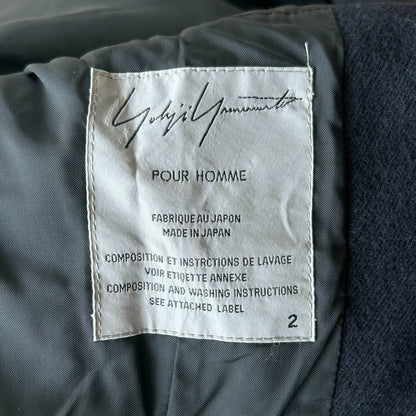 Yohji Yamamoto
POUR HOMME
FABRIQUE AU JAPON
MADE IN JAPAN
COMPOSITION ET INSTRCTIONS DE LAVAGE
VOIR ETIQETTE ANNEXE
COMPOSITION AND WASHING INSTRUCTIONS
SEE ATTACHED LABEL
2